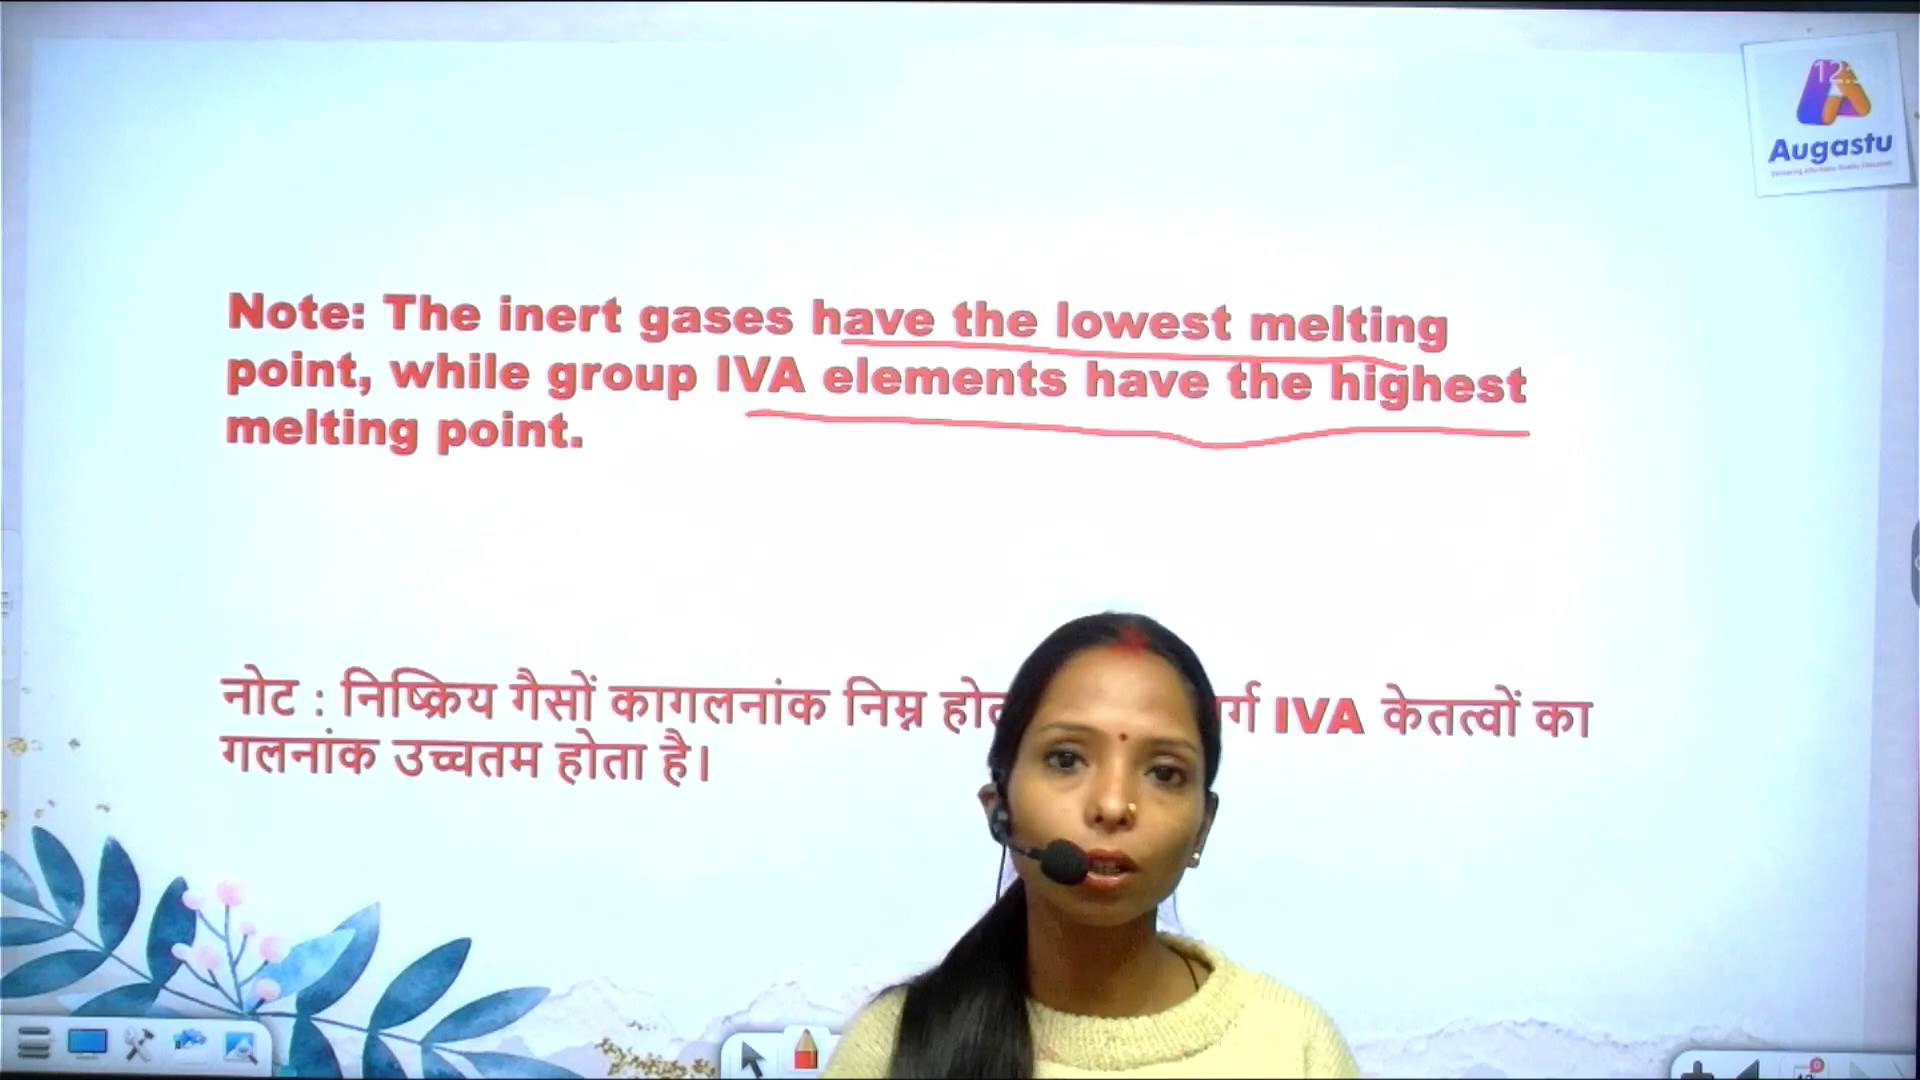 Augastu
Note: The inert gases have the lowest melting
point, while group IVA elements have the highest
melting point.
नोट : निष्क्रिय गैसों कागलनांक निम्न IVA केतत्वों का
गलनांक उच्चतम होता है।